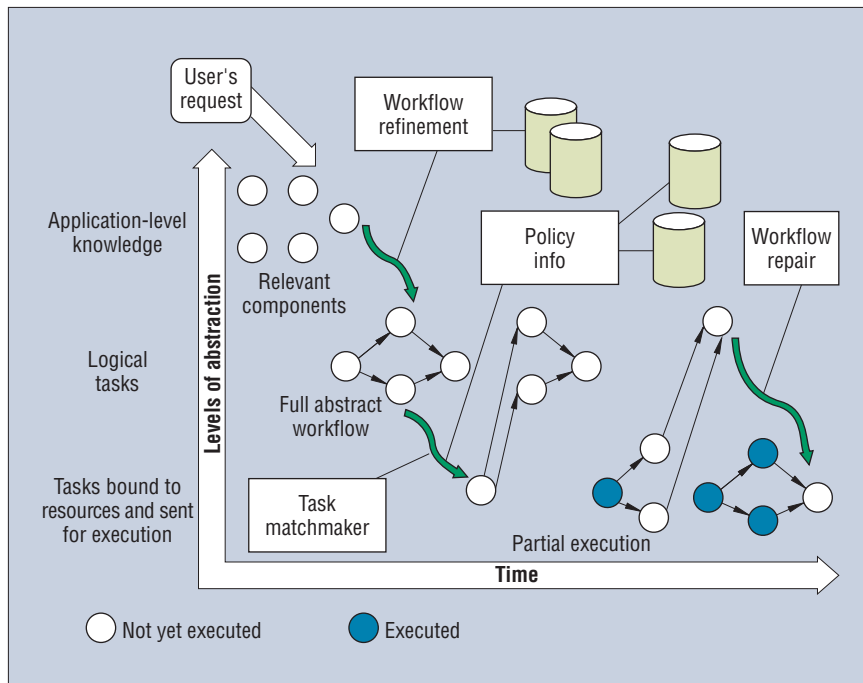 User's
request
Workflow
refinement
Application-level
knowledge
Relevant
components
Policy
info
Workflow
repair
Levels of abstraction
Logical
tasks
Full abstract
workflow
Tasks bound to
resources and sent
for execution
Task
matchmaker
Partial execution
Time
Not yet executed
Executed